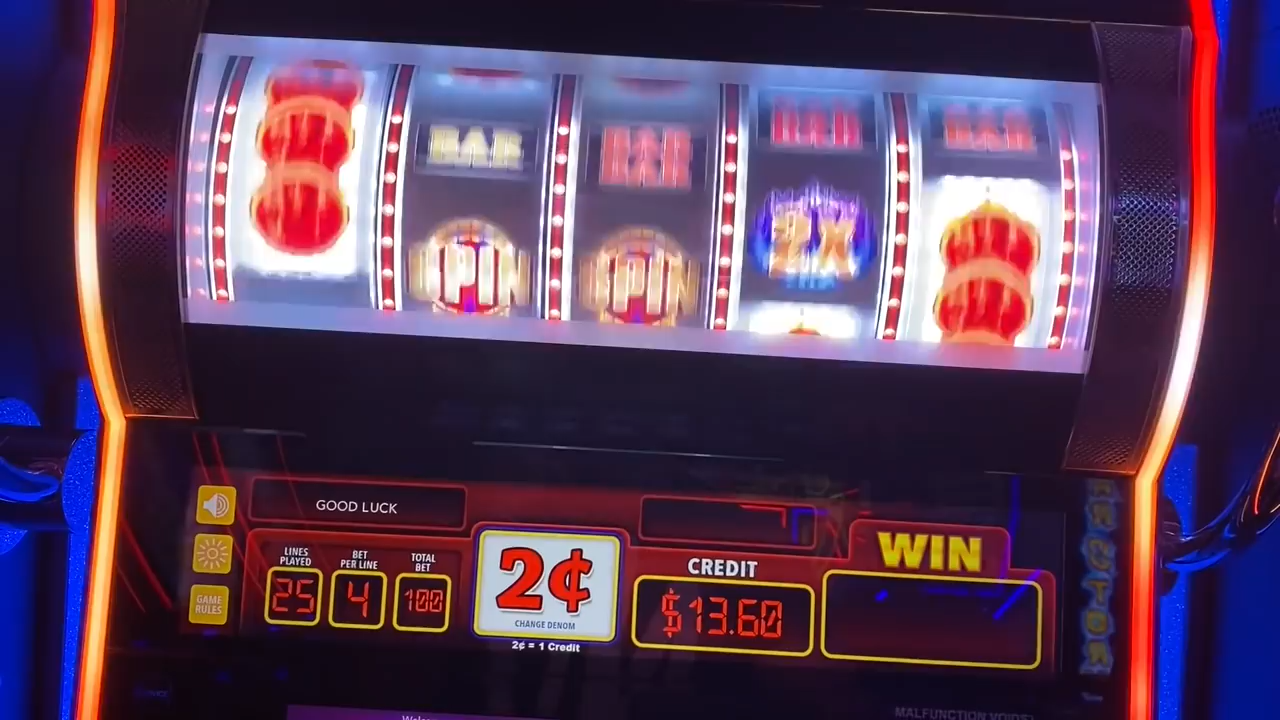 BAR
BAR
BAR
BAR
BAR
SPIN
SPIN
2X
GOOD LUCK
LINES
PLAYED
25
BET
PER LINE
4
TOTAL
BET
100
GAME
RULES
2¢
CHANGE DENOM
2¢ = 1 Credit
CREDIT
$13.60
WIN
MALFUNCTION VOIDS